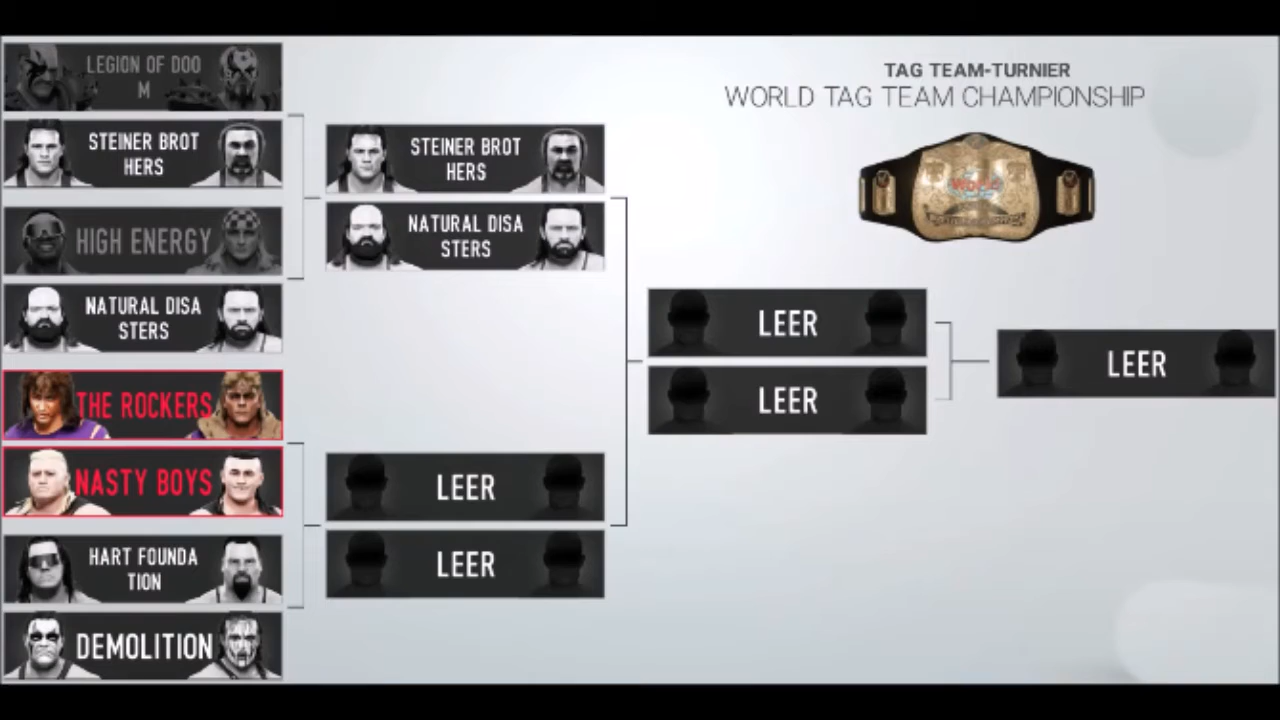 LEGION OF DOO
M
STEINER BROT
HERS
HIGH ENERGY
NATURAL DISA
STERS
THE ROCKERS
NASTY BOYS
HART FOUNDA
TION
DEMOLITION
STEINER BROT
HERS
NATURAL DISA
STERS
LEER
LEER
TAG TEAM-TURNIER
WORLD TAG TEAM CHAMPIONSHIP
World
LEER
LEER
LEER